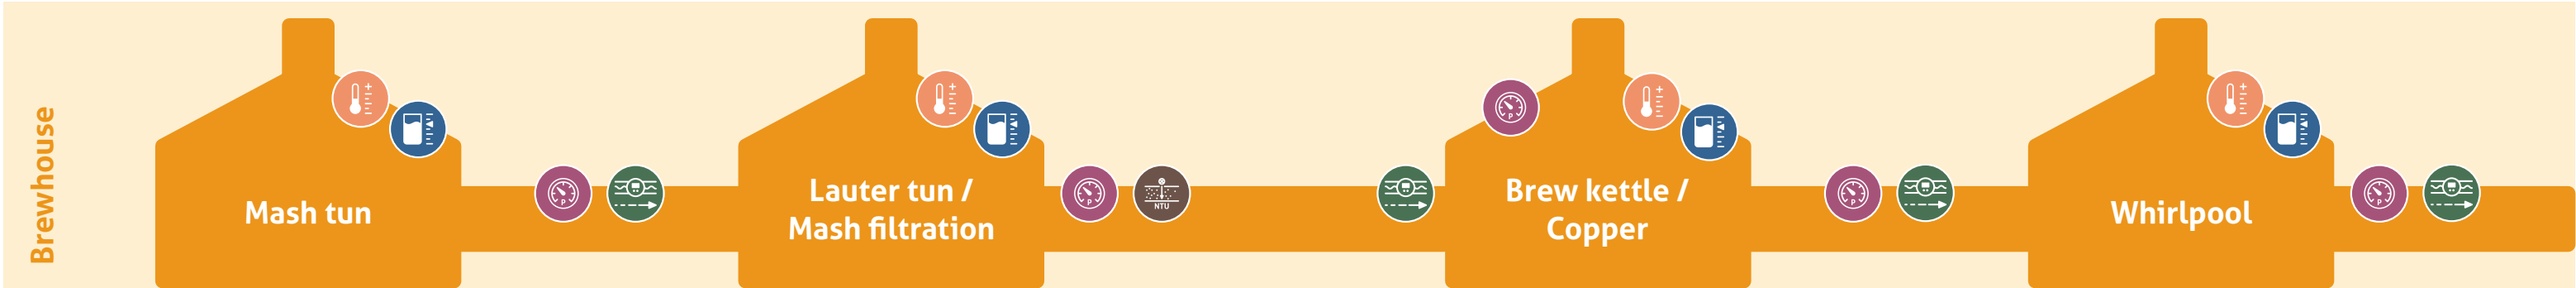 Brewhouse
Mash tun
P
Lauter tun /
Mash filtration
P
NTU
P
Brew kettle /
Copper
P
Whirlpool
P